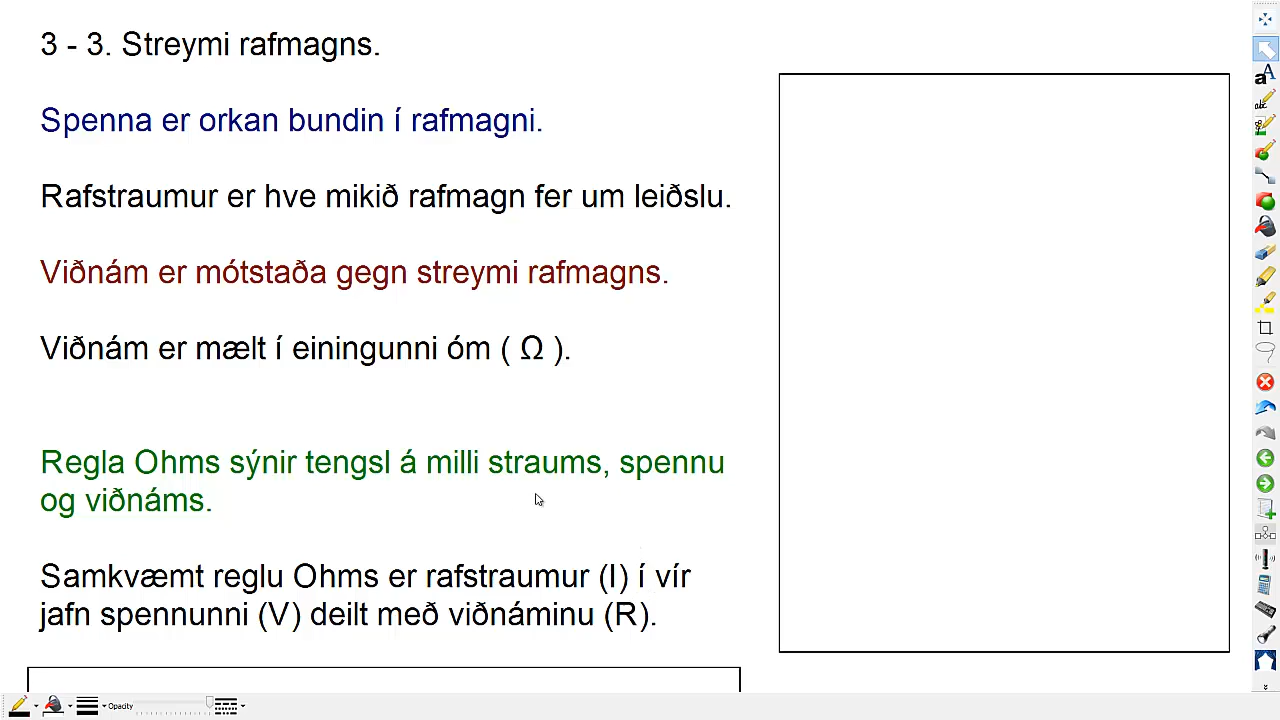 3 - 3. Streymi rafmagns.
Spenna er orkan bundin í rafmagni.
Rafstraumur er hve mikið rafmagn fer um leiðslu.
Viðnám er mótstaða gegn streymi rafmagns.
Viðnám er mælt í einingunni óm ( Ω ).
Regla Ohms sýnir tengsl á milli straums, spennu
og viðnáms.
Samkvæmt reglu Ohms er rafstraumur (I) í vír
jafn spennunni (V) deilt með viðnáminu (R).
Opacity